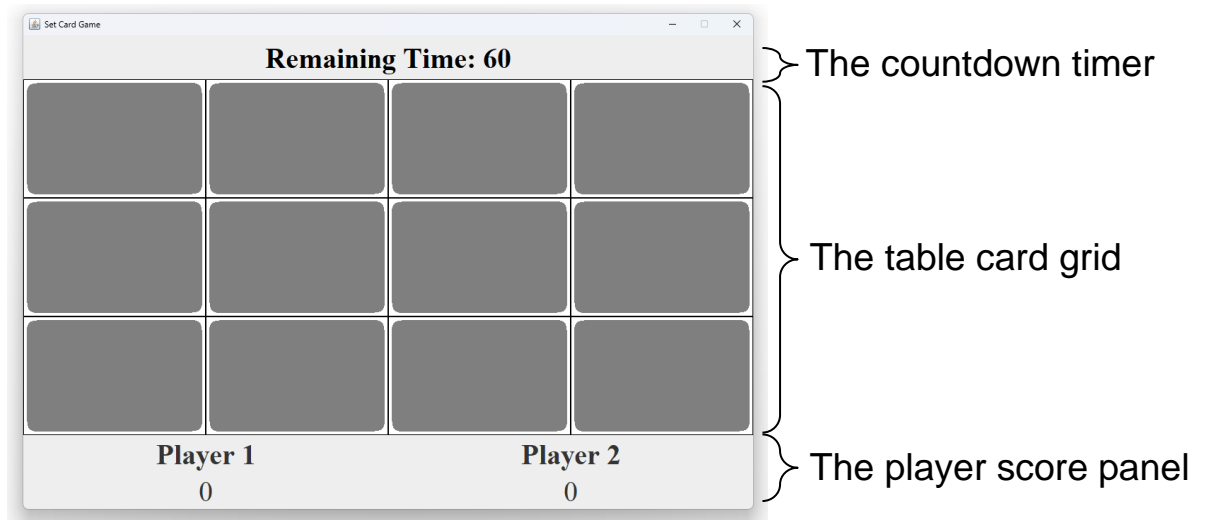 Set Card Game
Remaining Time: 60
The countdown timer
The table card grid
Player 1
Player 2
0
0
The player score panel